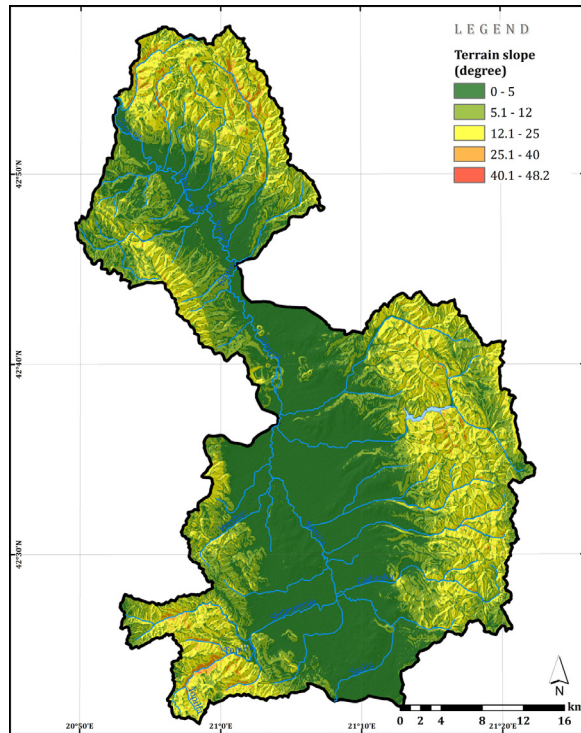 LEGEND
Terrain slope
(degree)
0 - 5
5.1 - 12
12.1 - 25
25.1 - 40
40.1 - 48.2
42°50'N
42°40'N
42°30'N
N
km
0 2 4 8 12 16
20°50'E 21°0'E 21°10'E 21°20'E